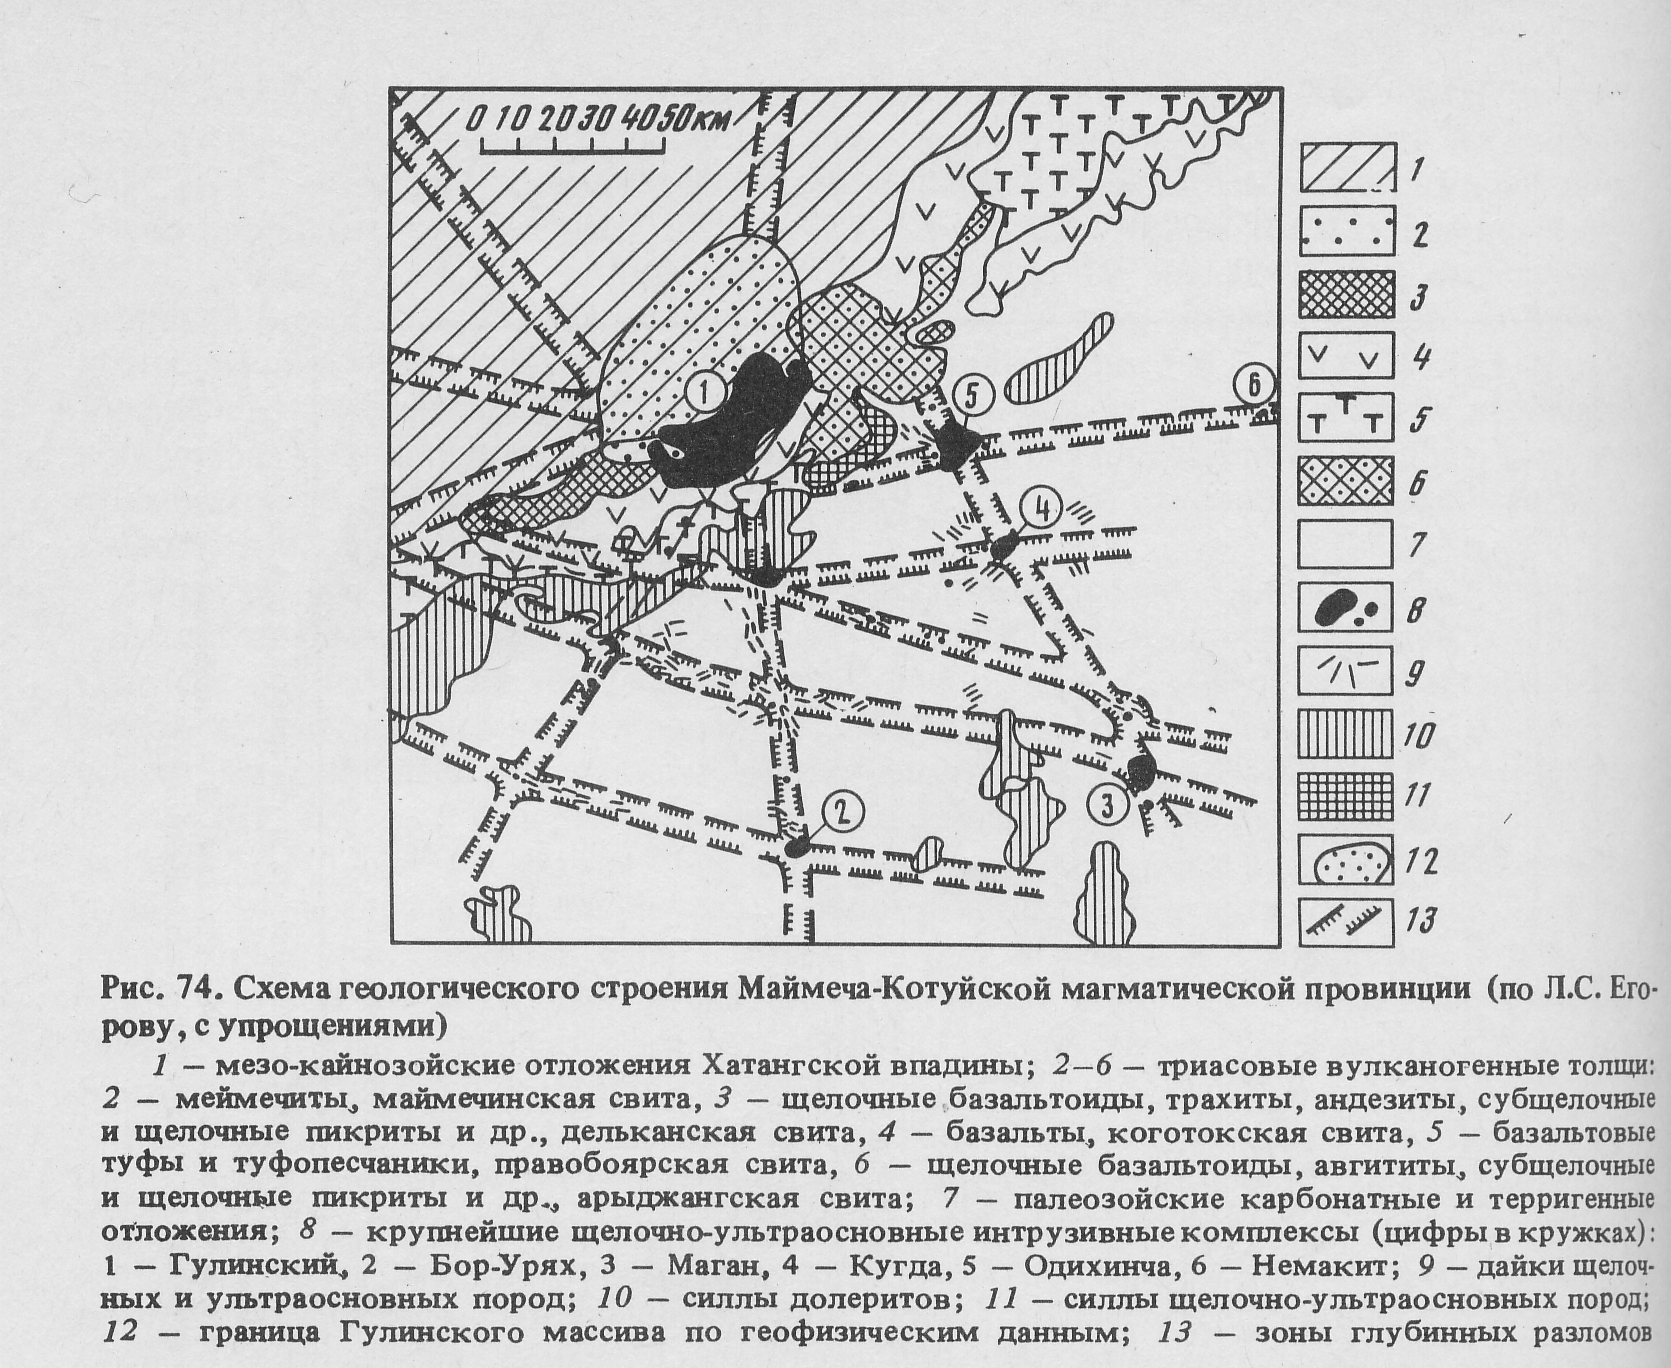 0 10 20 30 40 50 км
1
2
3
4
5
6
7
8
9
10
11
12
13
1
5
6
4
2
3
Рис. 74. Схема геологического строения Маймеча-Котуйской магматической провинции (по Л.С. Его-
рову, с упрощениями)
1 — мезо-кайнозойские отложения Хатангской впадины; 2—6 — триасовые вулканогенные толщи:
2 — меймечиты, маймечинская свита, 3 — щелочные базальтоиды, трахиты, андезиты, субщелочные
и щелочные пикриты и др., дельканская свита, 4 — базальты, коготокская свита, 5 — базальтовые
туфы и туфопесчаники, правобоярская свита, 6 — щелочные базальтоиды, авгититы, субщелочные
и щелочные пикриты и др., арыджангская свита; 7 — палеозойские карбонатные и терригенные
отложения; 8 — крупнейшие щелочно-ультраосновные интрузивные комплексы (цифры в кружках):
1 — Гулинский, 2 — Бор-Урях, 3 — Маган, 4 — Кугда, 5 — Одихинча, 6 — Немакит; 9 — дайки щелоч-
ных и ультраосновных пород; 10 — силлы долеритов; 11 — силлы щелочно-ультраосновных пород;
12 — граница Гулинского массива по геофизическим данным; 13 — зоны глубинных разломов